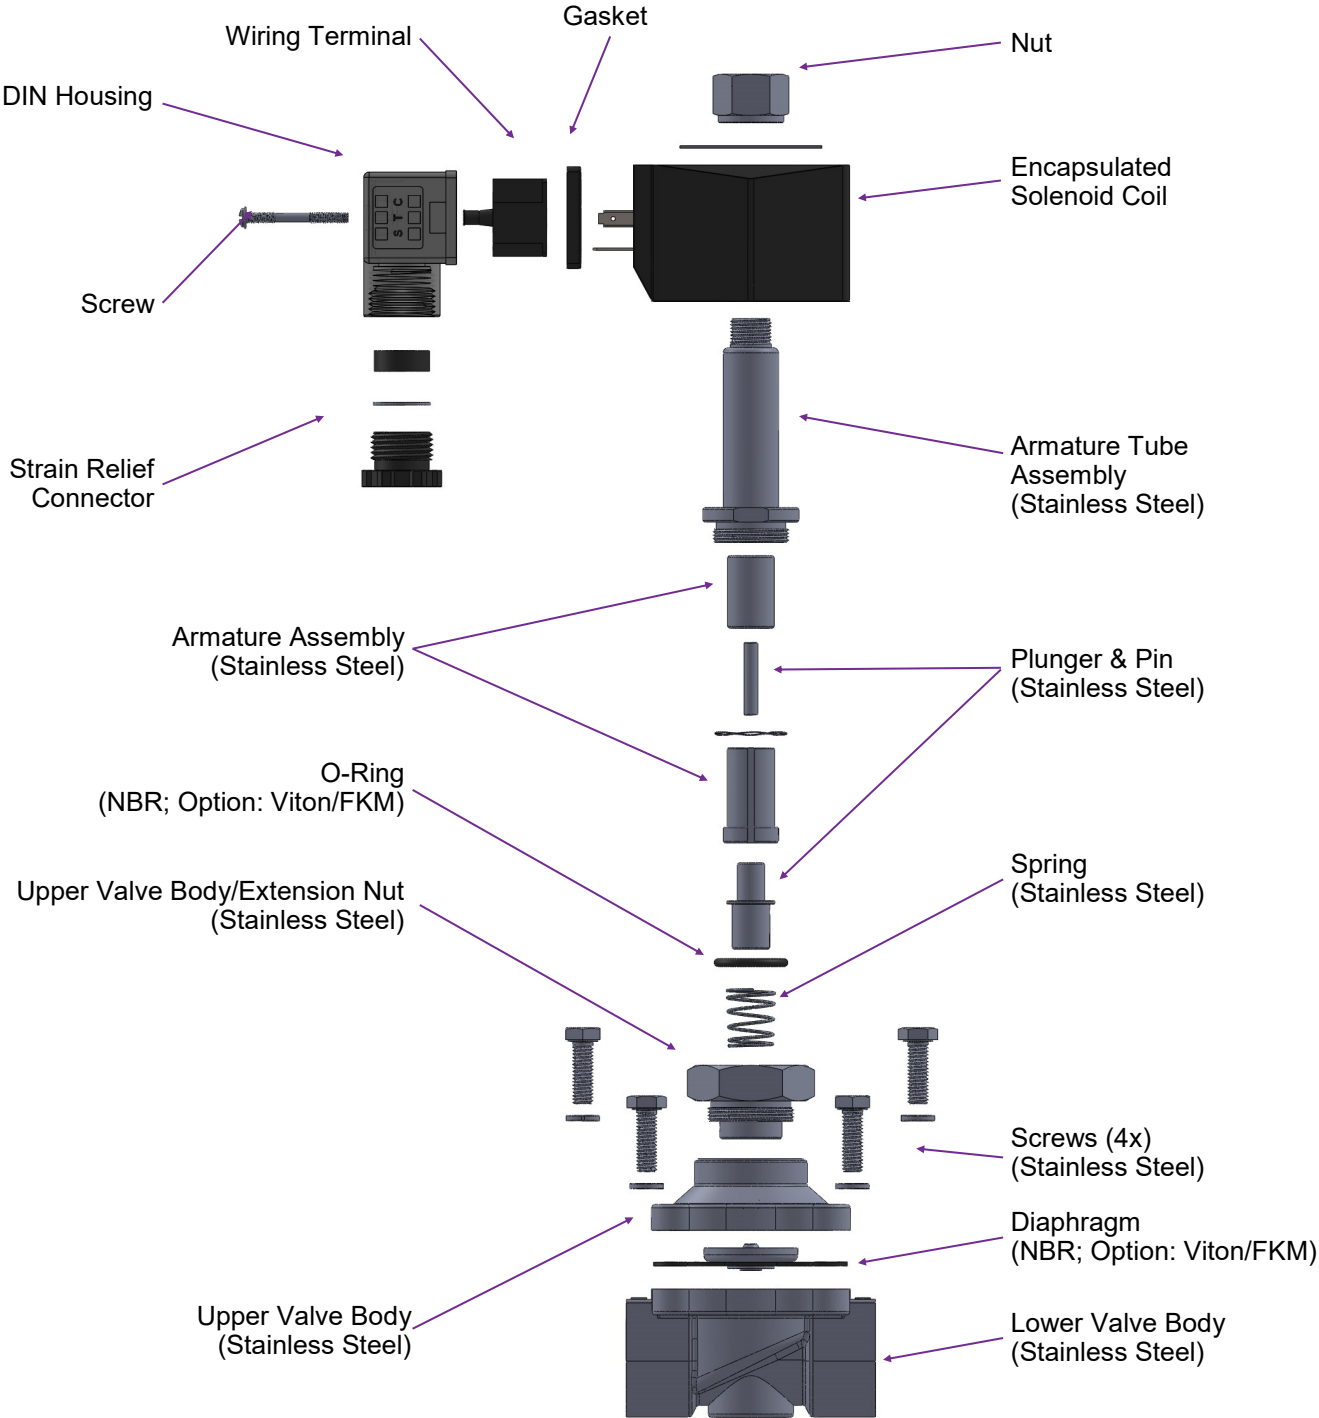 Gasket
Wiring Terminal
Nut
DIN Housing
Encapsulated
Solenoid Coil
S T C
Screw
Strain Relief
Connector
Armature Tube
Assembly
(Stainless Steel)
Armature Assembly
(Stainless Steel)
Plunger & Pin
(Stainless Steel)
O-Ring
(NBR; Option: Viton/FKM)
Spring
(Stainless Steel)
Upper Valve Body/Extension Nut
(Stainless Steel)
Screws (4x)
(Stainless Steel)
Diaphragm
(NBR; Option: Viton/FKM)
Upper Valve Body
(Stainless Steel)
Lower Valve Body
(Stainless Steel)